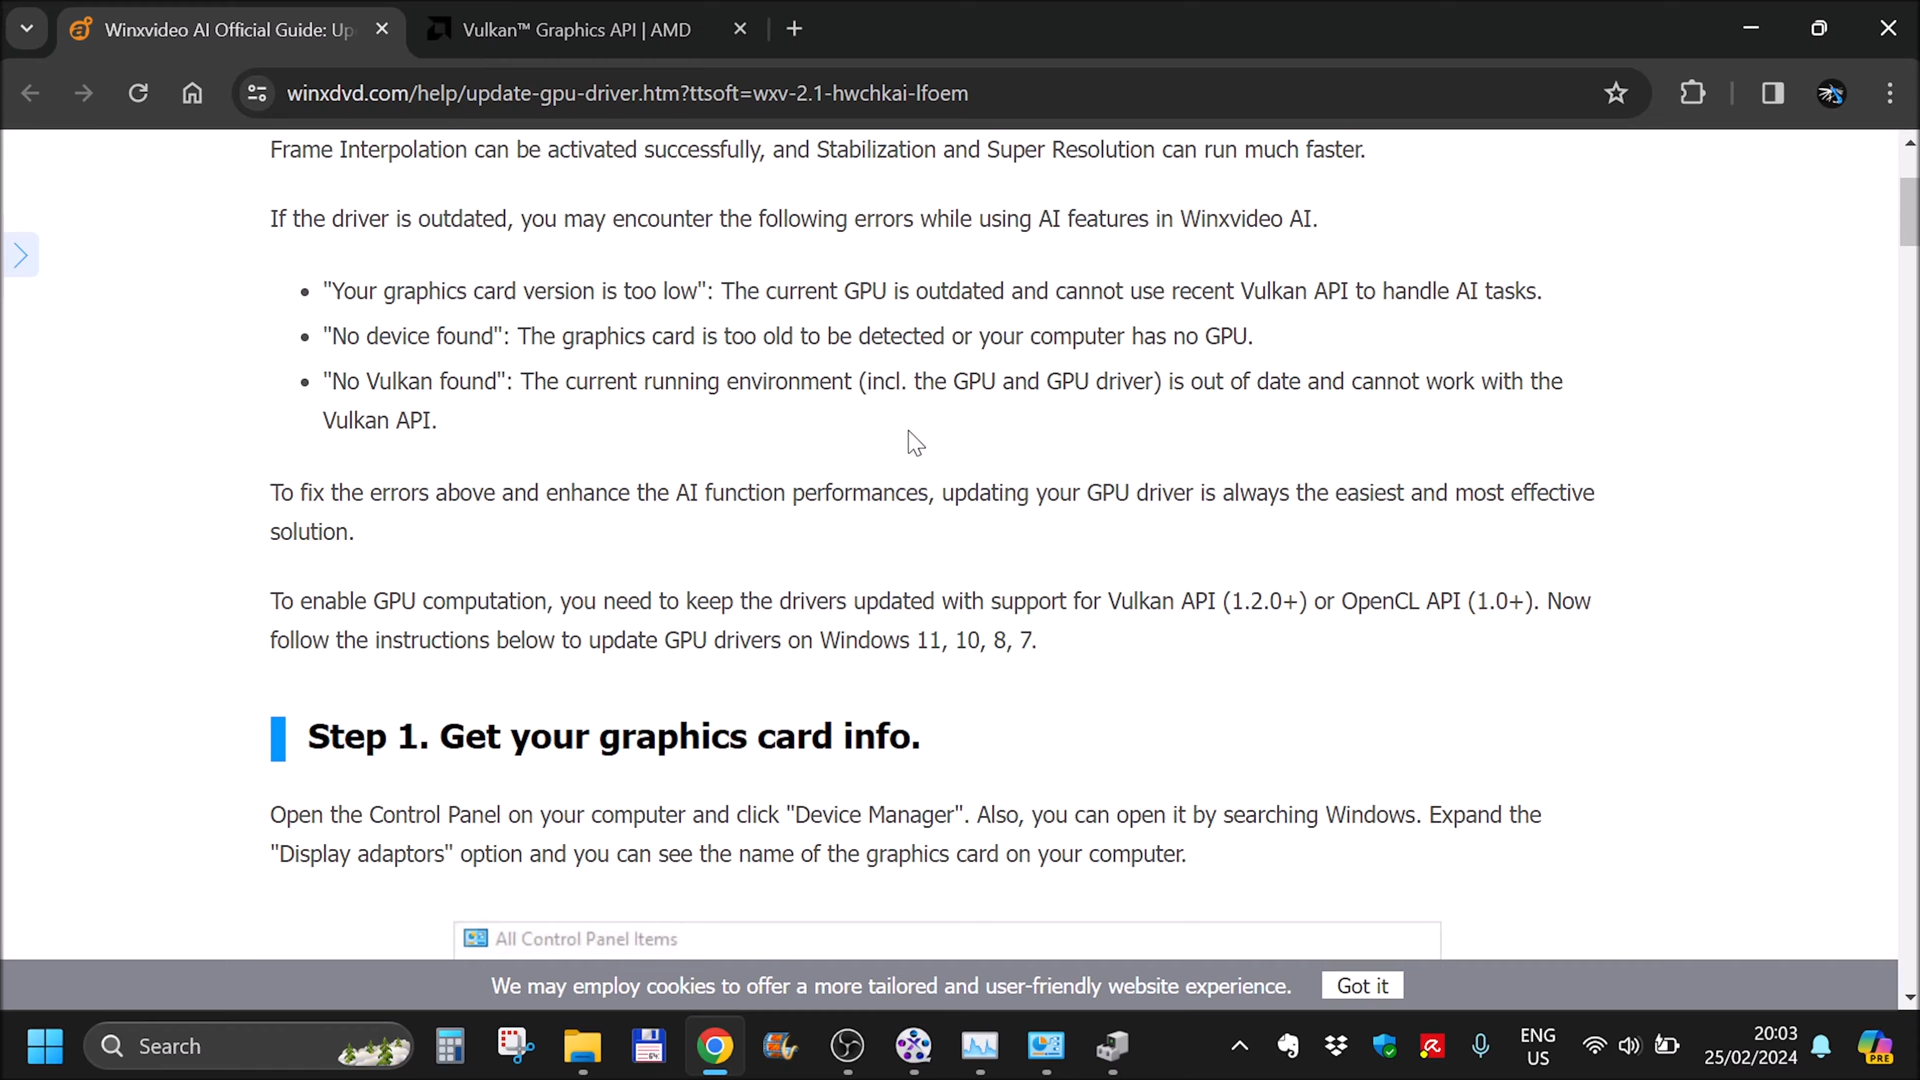 Winxvideo AI Official Guide: Up
Vulkan™ Graphics API | AMD
winxdvd.com/help/update-gpu-driver.htm?ttsoft=wxv-2.1-hwchkai-lfoem
Frame Interpolation can be activated successfully, and Stabilization and Super Resolution can run much faster.
If the driver is outdated, you may encounter the following errors while using AI features in Winxvideo AI.
• "Your graphics card version is too low": The current GPU is outdated and cannot use recent Vulkan API to handle AI tasks.
• "No device found": The graphics card is too old to be detected or your computer has no GPU.
• "No Vulkan found": The current running environment (incl. the GPU and GPU driver) is out of date and cannot work with the
Vulkan API.
To fix the errors above and enhance the AI function performances, updating your GPU driver is always the easiest and most effective
solution.
To enable GPU computation, you need to keep the drivers updated with support for Vulkan API (1.2.0+) or OpenCL API (1.0+). Now
follow the instructions below to update GPU drivers on Windows 11, 10, 8, 7.
Step 1. Get your graphics card info.
Open the Control Panel on your computer and click "Device Manager". Also, you can open it by searching Windows. Expand the
"Display adaptors" option and you can see the name of the graphics card on your computer.
All Control Panel Items
We may employ cookies to offer a more tailored and user-friendly website experience.
Got it
Search
64
ENG
US
20:03
25/02/2024
PRE